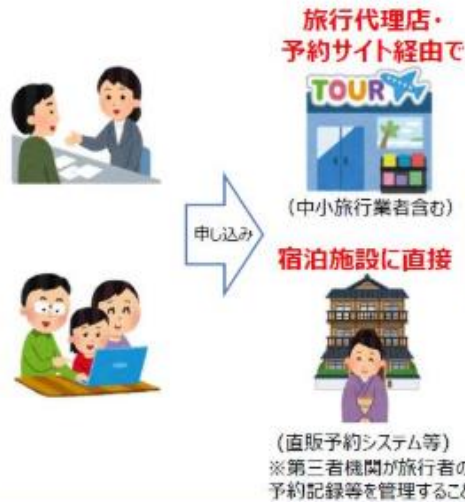 旅行代理店・
予約サイト経由で
TOUR
(中小旅行業者含む)
申し込み
宿泊施設に直接
(直販予約システム等)
※第三者機関が旅行者の
予約記録等を管理するこ